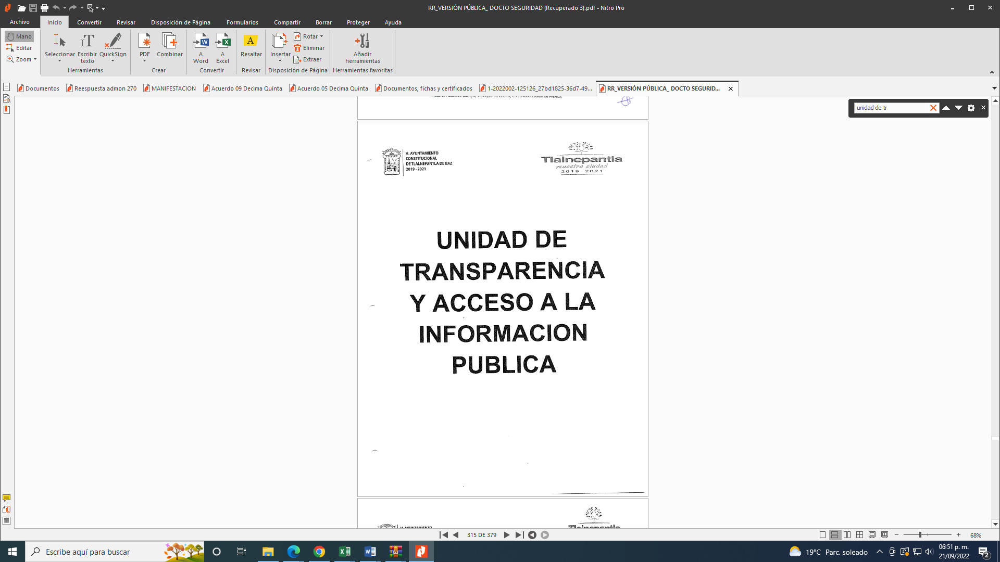 RR_VERSIÓN PÚBLICA_ DOCTO SEGURIDAD (Recuperado 3).pdf - Nitro Pro
Archivo Inicio Convertir Revisar Disposición de Página Formularios Compartir Borrar Proteger Ayuda
Mano
Editar
Zoom
Seleccionar
Escribir texto
QuickSign
Herramientas
PDF
Combinar
Crear
A Word
A Excel
Convertir
Resaltar
Revisar
Insertar
Rotar
Eliminar
Extraer
Disposición de Página
Añadir herramientas
Herramientas favoritas
Documentos
Reespuesta admon 270
MANIFESTACION
Acuerdo 09 Decima Quinta
Acuerdo 05 Decima Quinta
Documentos, fichas y certificados
1-2022002-125126_27bd1825-36d7-49...
RR_VERSIÓN PÚBLICA_ DOCTO SEGURID...
unidad de tr
H. AYUNTAMIENTO
CONSTITUCIONAL
DE TLALNEPANTLA DE BAZ
2019 - 2021
Tlalnepantla
nuestra ciudad
2019 2021
UNIDAD DE
TRANSPARENCIA
Y ACCESO A LA
INFORMACION
PUBLICA
H. AYUNTAMIENTO
Tlalnepantla
315 DE 379
68%
Escribe aquí para buscar
19°C Parc. soleado
06:51 p. m.
21/09/2022
2